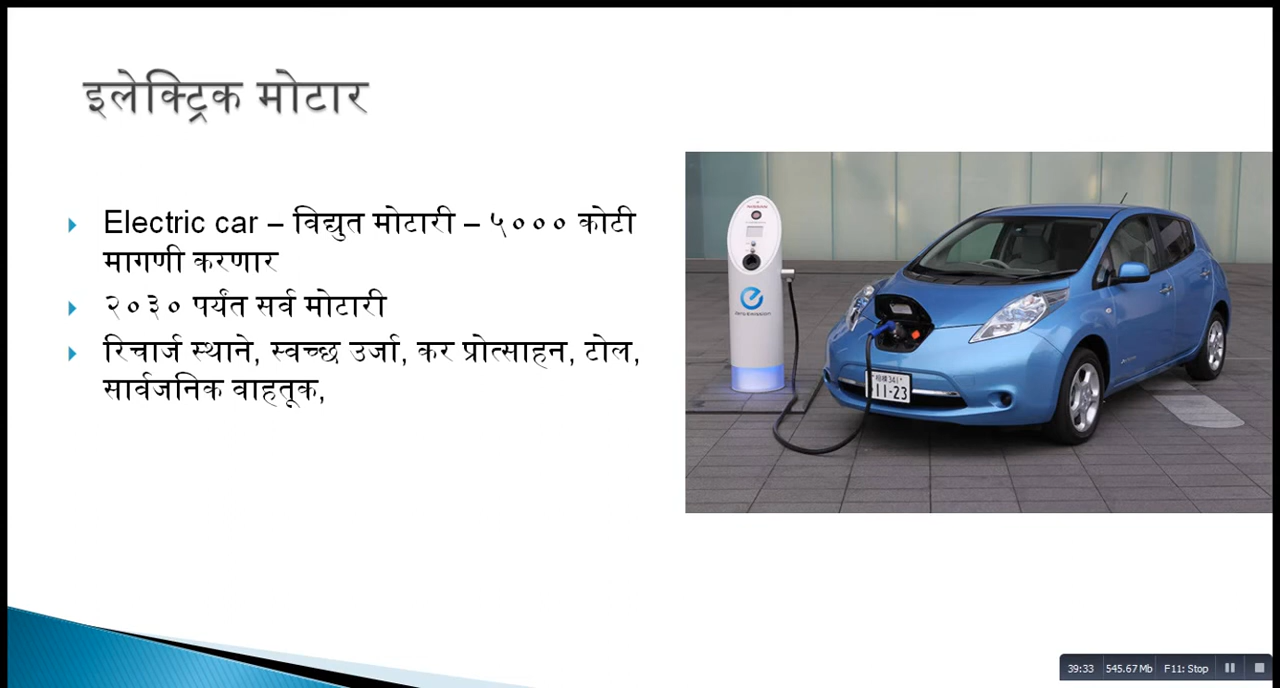 इलेक्ट्रिक मोटार
Electric car – विद्युत मोटारी – ५००० कोटी
मागणी करणार
२०३० पर्यंत सर्व मोटारी
रिचार्ज स्थाने, स्वच्छ उर्जा, कर प्रोत्साहन, टोल,
सार्वजनिक वाहतूक,
NISSAN
11-23
39:33 545.67 Mb F11: Stop